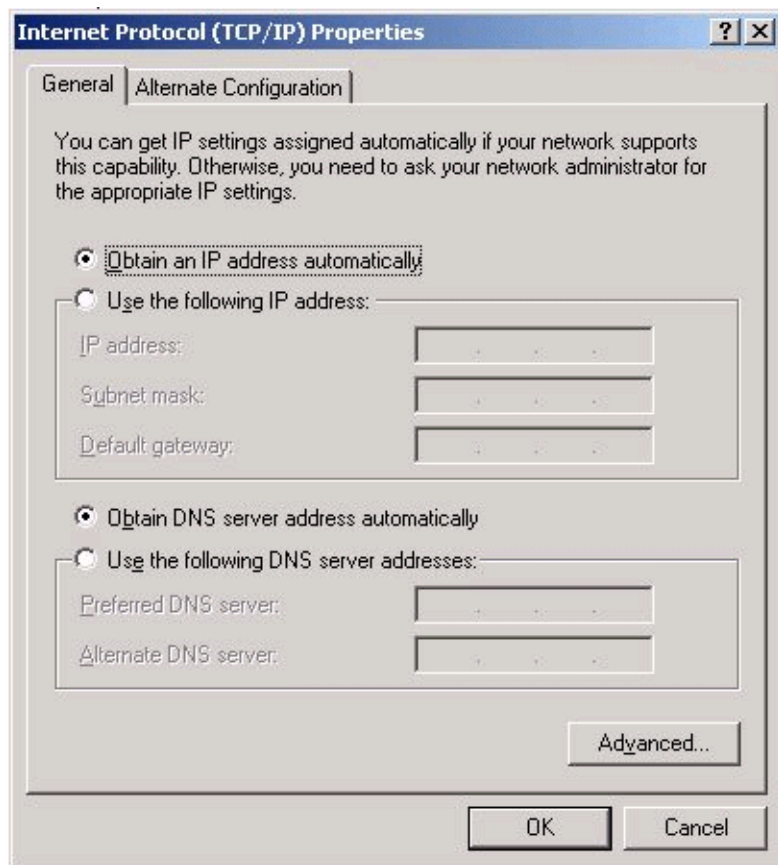 Internet Protocol (TCP/IP) Properties
General
Alternate Configuration
You can get IP settings assigned automatically if your network supports
this capability. Otherwise, you need to ask your network administrator for
the appropriate IP settings.
Obtain an IP address automatically
Use the following IP address:
IP address:
Subnet mask:
Default gateway:
Obtain DNS server address automatically
Use the following DNS server addresses:
Preferred DNS server:
Alternate DNS server:
Advanced...
OK
Cancel